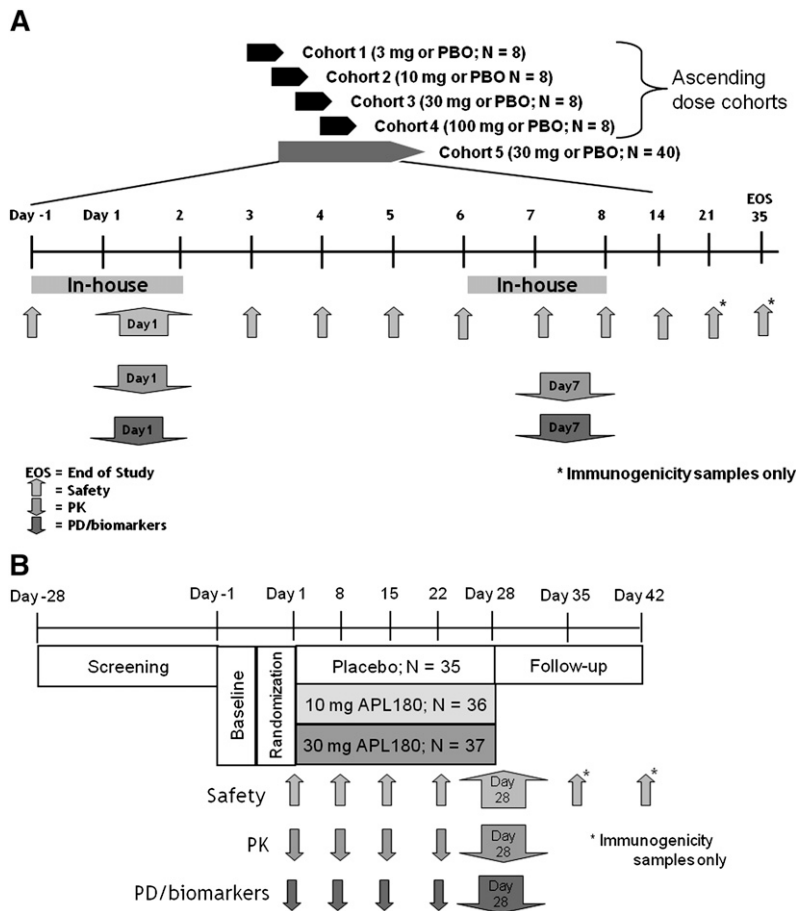 A
Cohort 1 (3 mg or PBO; N = 8)
Cohort 2 (10 mg or PBO N = 8)
Cohort 3 (30 mg or PBO; N = 8)
Cohort 4 (100 mg or PBO; N = 8)
Ascending
dose cohorts
Cohort 5 (30 mg or PBO; N = 40)
Day -1 Day 1 2 3 4 5 6 7 8 14 21 EOS 35
In-house In-house
Day1 * *
Day1 Day7
Day1 Day7
EOS = End of Study
= Safety
= PK
= PD/biomarkers
* Immunogenicity samples only
B
Day -28 Day -1 Day 1 8 15 22 Day 28 Day 35 Day 42
Screening
Baseline
Randomization
Placebo; N = 35
Follow-up
10 mg APL180; N = 36
30 mg APL180; N = 37
Safety Day 28 * *
PK Day 28
* Immunogenicity
samples only
PD/biomarkers Day 28